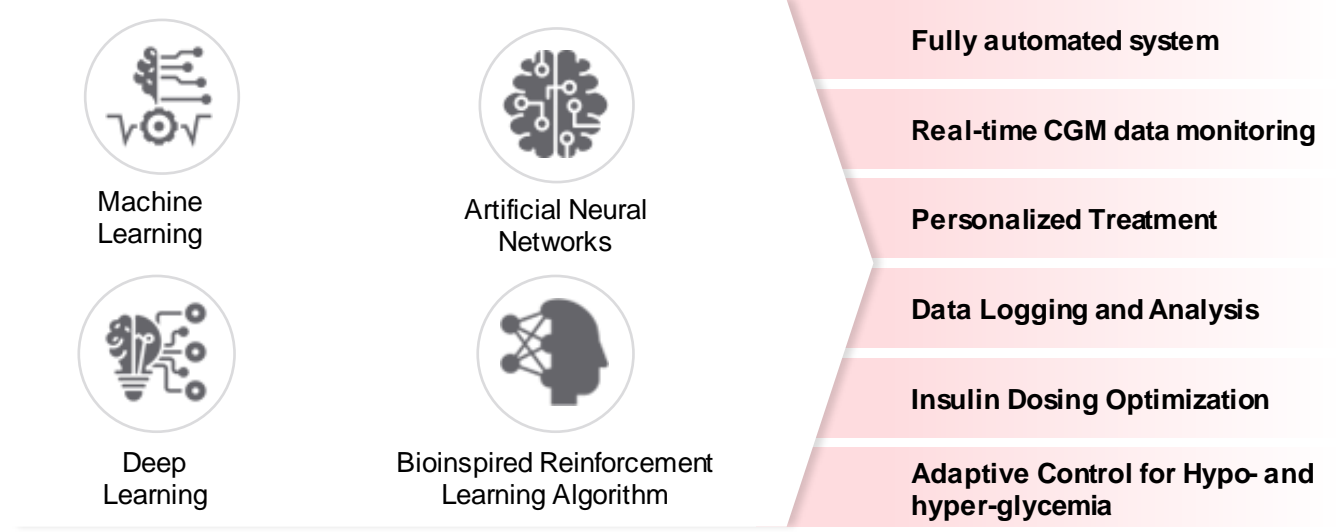 Machine
Learning
Artificial Neural
Networks
Deep
Learning
Bioinspired Reinforcement
Learning Algorithm
Fully automated system
Real-time CGM data monitoring
Personalized Treatment
Data Logging and Analysis
Insulin Dosing Optimization
Adaptive Control for Hypo- and
hyper-glycemia